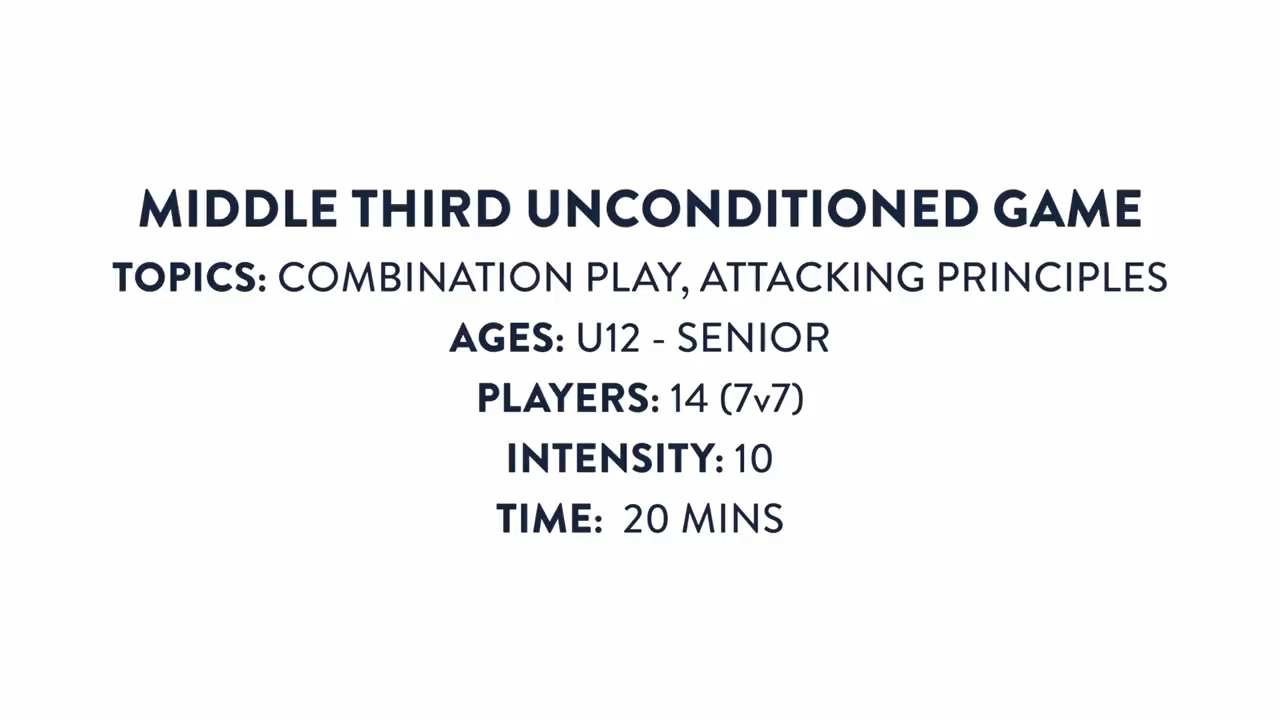 MIDDLE THIRD UNCONDITIONED GAME
TOPICS: COMBINATION PLAY, ATTACKING PRINCIPLES
AGES: U12 - SENIOR
PLAYERS: 14 (7v7)
INTENSITY: 10
TIME: 20 MINS